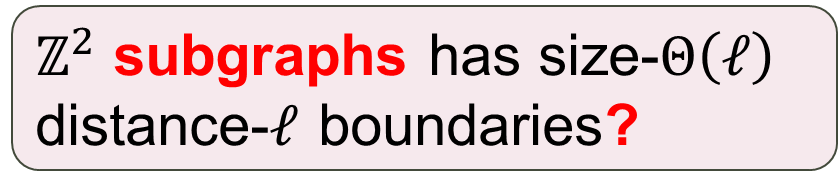 ℤ² subgraphs has size-Θ(ℓ)
distance-ℓ boundaries?